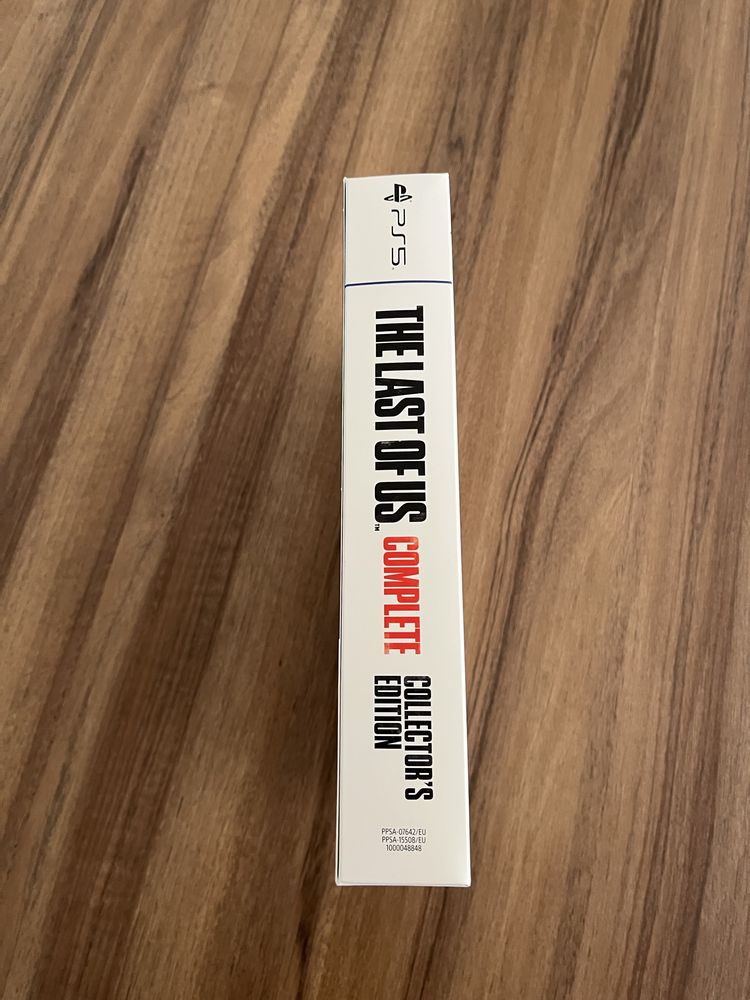 PS5
THE LAST OF US™ COMPLETE
COLLECTOR'S
EDITION
PPSA-07642/EU
PPSA-15508/EU
1000048848